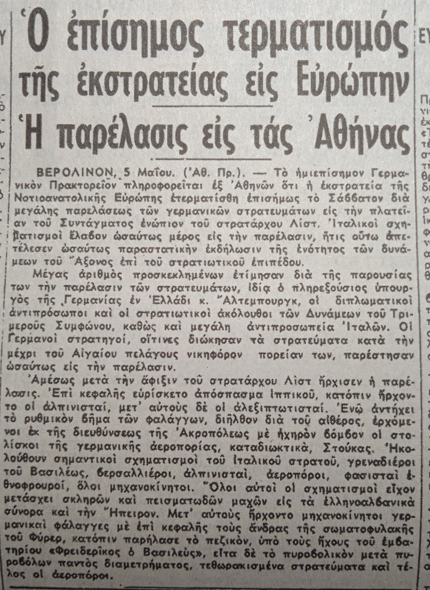 Ὁ ἐπίσημος τερματισμός
τῆς ἐκστρατείας εἰς Εὐρώπην
Ἡ παρέλασις εἰς τάς Ἀθήνας
ΒΕΡΟΛΙΝΟΝ, 5 Μαΐου. (Ἀθ. Πρ.). — Τὸ ἡμιεπίσημον Γερμα-
νικὸν Πρακτορεῖον πληροφορεῖται ἐξ Ἀθηνῶν ὅτι ἡ ἐκστρατεία τῆς
Νοτιοανατολικῆς Εὐρώπης ἐτερματίσθη ἐπισήμως τὸ Σάββατον διὰ
μεγάλης παρελάσεως τῶν γερμανικῶν στρατευμάτων εἰς τὴν πλατεῖ-
αν τοῦ Συντάγματος ἐνώπιον τοῦ στρατάρχου Λίστ. Ἰταλικοὶ σχη-
ματισμοὶ ἔλαβον ὡσαύτως μέρος εἰς τὴν παρέλασιν, ἥτις οὕτω ἀπε-
τέλεσεν ὡσαύτως παραστατικὴν ἐκδήλωσιν τῆς ἑνότητος τῶν δυνά-
μεων τοῦ Ἄξονος ἐπὶ τοῦ στρατιωτικοῦ ἐπιπέδου.
Μέγας ἀριθμὸς προσκεκλημένων ἐτίμησαν διὰ τῆς παρουσίας
των τὴν παρέλασιν τῶν στρατευμάτων, ἰδίᾳ ὁ πληρεξούσιος ὑπουρ-
γὸς τῆς Γερμανίας ἐν Ἑλλάδι κ. Ἄλτεμπουργκ, οἱ διπλωματικοὶ
ἀντιπρόσωποι καὶ οἱ στρατιωτικοὶ ἀκόλουθοι τῶν Δυνάμεων τοῦ Τρι-
μεροῦς Συμφώνου, καθὼς καὶ μεγάλη ἀντιπροσωπεία Ἰταλῶν. Οἱ
Γερμανοὶ στρατηγοί, οἵτινες διώκησαν τὰ στρατεύματα κατὰ τὴν
μέχρι τοῦ Αἰγαίου πελάγους νικηφόρον πορείαν των, παρέστησαν
ὡσαύτως εἰς τὴν παρέλασιν.
Ἀμέσως μετὰ τὴν ἄφιξιν τοῦ στρατάρχου Λίστ ἤρχισεν ἡ παρέ-
λασις. Ἐπὶ κεφαλῆς εὑρίσκετο ἀπόσπασμα ἱππικοῦ, κατόπιν ἤρχον-
το οἱ ἀλπινισταί, μετ' αὐτοὺς δὲ οἱ ἀλεξιπτωτισταί. Ἐνῷ ἀντήχει
τὸ ρυθμικὸν βῆμα τῶν φαλάγγων, διῆλθον διὰ τοῦ αἰθέρος, ἐρχόμε-
νοι ἐκ τῆς διευθύνσεως τῆς Ἀκροπόλεως μὲ ἠχηρὸν βόμβον οἱ στο-
λίσκοι τῆς γερμανικῆς ἀεροπορίας, καταδιωκτικά, Στούκας. Ἠκο-
λούθουν σημαντικοὶ σχηματισμοὶ τοῦ Ἰταλικοῦ στρατοῦ, γρεναδιέροι
τοῦ Βασιλέως, βερσαλιέροι, ἀλπινισταί, ἀεροπόροι, φασισταὶ ἐ-
θνοφρουροί, ὅλοι μηχανοκίνητοι. Ὅλοι αὐτοὶ οἱ σχηματισμοὶ εἶχον
μετάσχει σκληρῶν καὶ πεισματωδῶν μαχῶν εἰς τὰ ἑλληνοαλβανικὰ
σύνορα καὶ τὴν Ἤπειρον. Μετ' αὐτοὺς ἤρχοντο μηχανοκίνητοι γερ-
μανικαὶ φάλαγγες μὲ ἐπὶ κεφαλῆς τοὺς ἄνδρας τῆς σωματοφυλακῆς
τοῦ Φύρερ, κατόπιν παρήλασε τὸ πεζικόν, ὑπὸ τοὺς ἤχους τοῦ ἐμβα-
τηρίου «Φρειδερῖκος ὁ Βασιλεύς», εἶτα δὲ τὸ πυροβολικὸν μετὰ πυ-
ροβόλων παντὸς διαμετρήματος, τεθωρακισμένα στρατεύματα καὶ τέ-
λος οἱ ἀεροπόροι.